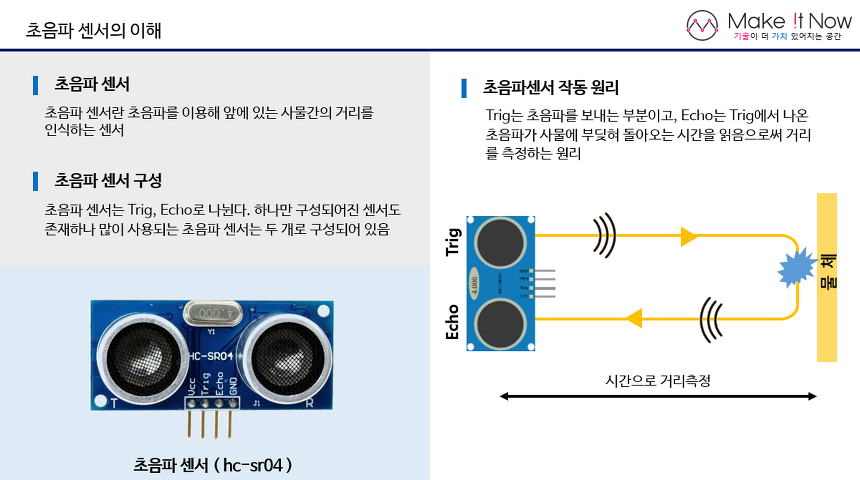 초음파 센서의 이해
Make !t Now
기술이 더 가치 있어지는 공간
초음파 센서
초음파 센서란 초음파를 이용해 앞에 있는 사물간의 거리를
인식하는 센서
초음파 센서 구성
초음파 센서는 Trig, Echo로 나뉜다. 하나만 구성되어진 센서도
존재하나 많이 사용되는 초음파 센서는 두 개로 구성되어 있음
4.000
Y1
HC-SR04
Vcc
Trig
Echo
GND
T
J1
R
초음파 센서 ( hc-sr04 )
초음파센서 작동 원리
Trig는 초음파를 보내는 부분이고, Echo는 Trig에서 나온
초음파가 사물에 부딪혀 돌아오는 시간을 읽음으로써 거리
를 측정하는 원리
Trig
Echo
4.000
물 체
시간으로 거리측정